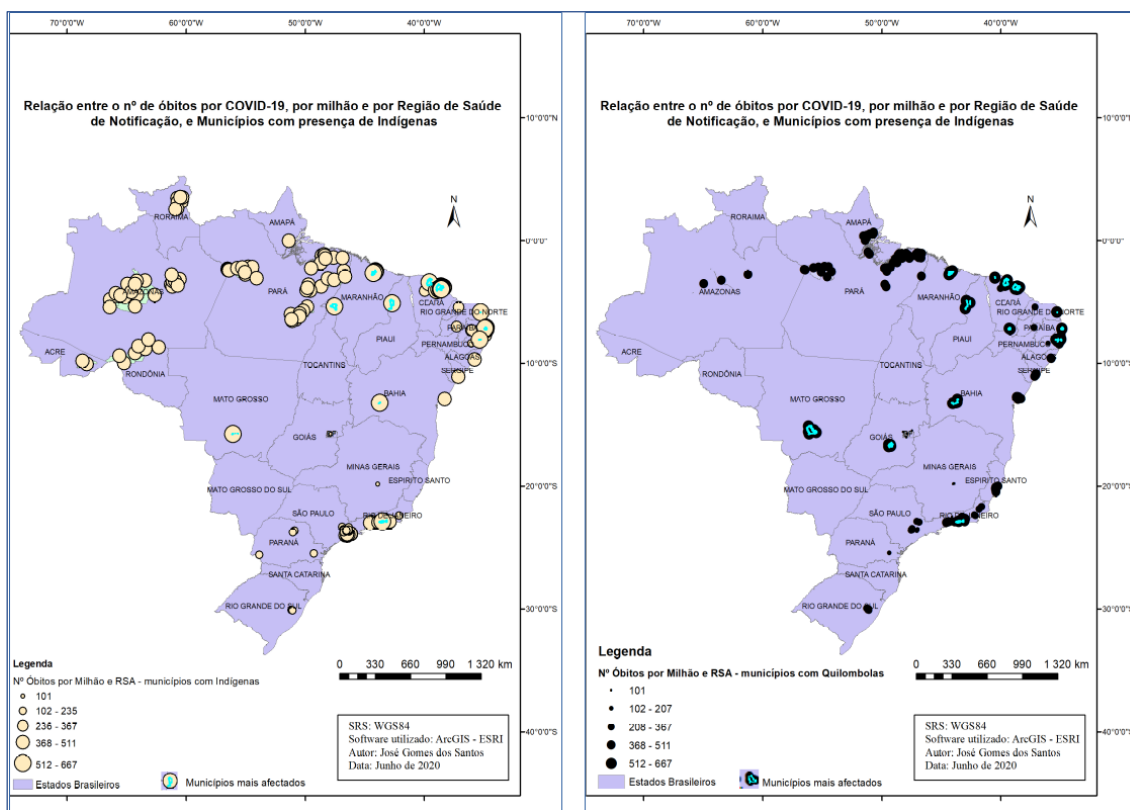 70°0'0"W 60°0'0"W 50°0'0"W 40°0'0"W
Relação entre o nº de óbitos por COVID-19, por milhão e por Região de Saúde
de Notificação, e Municípios com presença de Indígenas
10°0'0"N
N
RORAIMA
AMAPÁ
0°0'0"
AMAZONAS
PARÁ
MARANHÃO
CEARÁ
RIO GRANDE DO NORTE
PARAÍBA
PERNAMBUCO
PIAUI
ALAGOAS
SERGIPE
ACRE
10°0'0"S
RONDÔNIA
TOCANTINS
MATO GROSSO
BAHIA
GOIÁS
MINAS GERAIS
ESPIRITO SANTO
20°0'0"S
MATO GROSSO DO SUL
SÃO PAULO
RIO DE JANEIRO
PARANÁ
SANTA CATARINA
RIO GRANDE DO SUL
30°0'0"S
Legenda
Nº Óbitos por Milhão e RSA - municípios com Indígenas
101
102 - 235
236 - 367
368 - 511
512 - 667
Estados Brasileiros
Municípios mais afectados
0 330 660 990 1 320 km
SRS: WGS84
Software utilizado: ArcGIS - ESRI
Autor: José Gomes dos Santos
Data: Junho de 2020
40°0'0"S
70°0'0"W 60°0'0"W 50°0'0"W 40°0'0"W
Relação entre o nº de óbitos por COVID-19, por milhão e por Região de Saúde
de Notificação, e Municípios com presença de Indígenas
10°0'0"N
N
RORAIMA
AMAPÁ
0°0'0"
AMAZONAS
PARÁ
MARANHÃO
CEARÁ
RIO GRANDE DO NORTE
PARAÍBA
PERNAMBUCO
PIAUI
ALAGOAS
SERGIPE
ACRE
10°0'0"S
RONDÔNIA
TOCANTINS
MATO GROSSO
BAHIA
GOIÁS
MINAS GERAIS
ESPIRITO SANTO
20°0'0"S
MATO GROSSO DO SUL
SÃO PAULO
RIO DE JANEIRO
PARANÁ
SANTA CATARINA
RIO GRANDE DO SUL
30°0'0"S
Legenda
Nº Óbitos por Milhão e RSA - municípios com Quilombolas
101
102 - 207
208 - 367
368 - 511
512 - 667
Estados Brasileiros
Municípios mais afectados
0 330 660 990 1 320 km
SRS: WGS84
Software utilizado: ArcGIS - ESRI
Autor: José Gomes dos Santos
Data: Junho de 2020
40°0'0"S